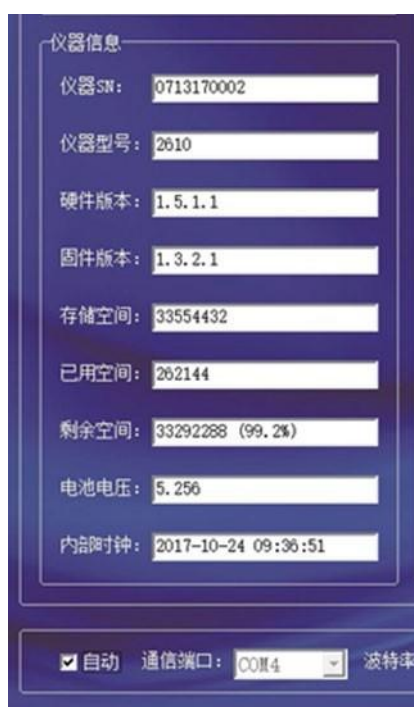 仪器信息
仪器SN: 0713170002
仪器型号: 2610
硬件版本: 1.5.1.1
固件版本: 1.3.2.1
存储空间: 33554432
已用空间: 262144
剩余空间: 33292288 (99.2%)
电池电压: 5.256
内部时钟: 2017-10-24 09:36:51
自动 通信端口: COM4 波特率